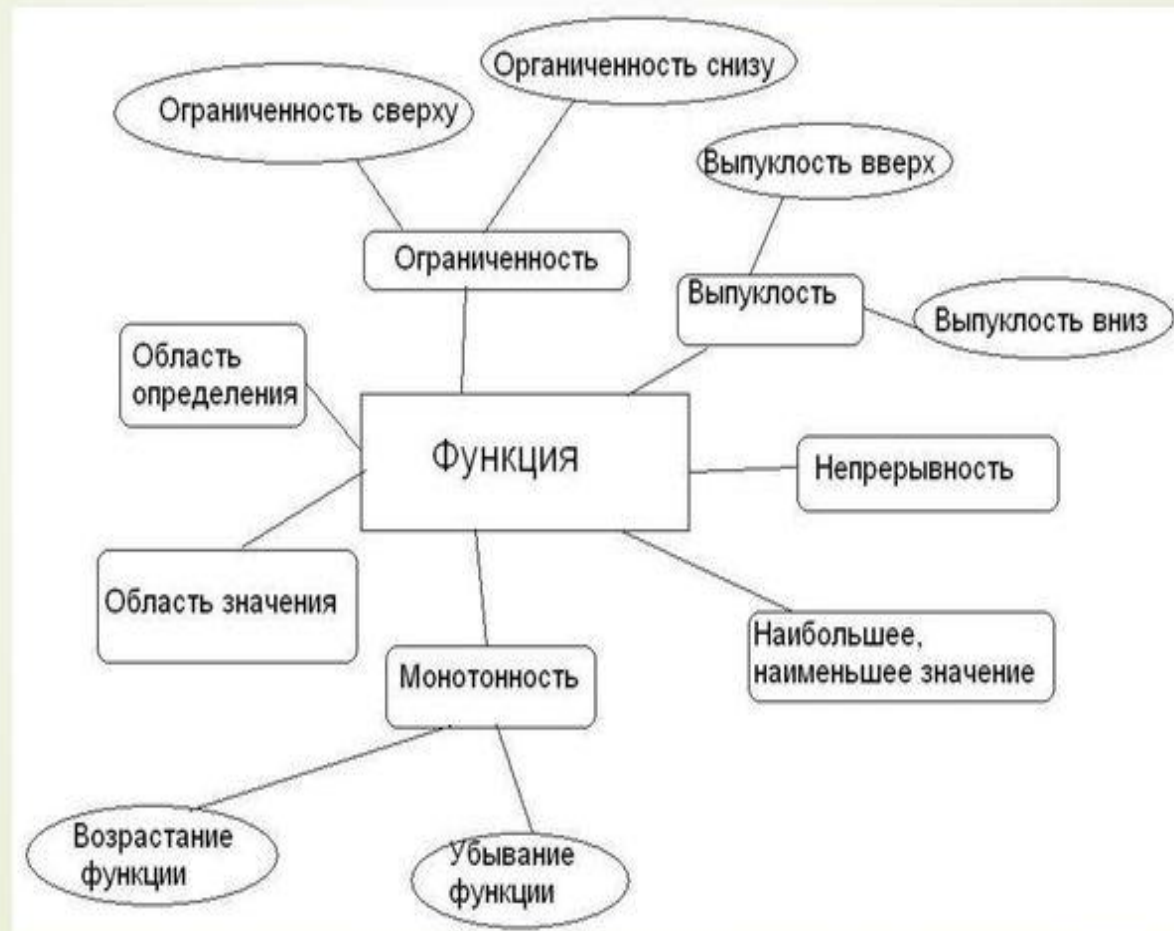 Органиченность снизу
Ограниченность сверху
Выпуклость вверх
Ограниченность
Выпуклость
Выпуклость вниз
Область
определения
Функция
Непрерывность
Область значения
Наибольшее,
наименьшее значение
Монотонность
Возрастание
функции
Убывание
функции